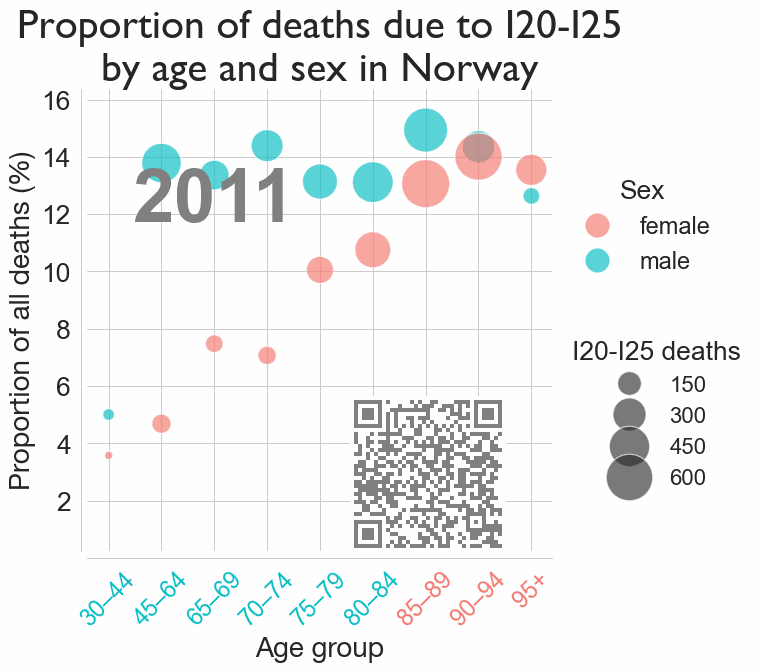 Proportion of deaths due to I20-I25
by age and sex in Norway
Proportion of all deaths (%)
16
14
12
10
8
6
4
2
2011
30–44
45–64
65–69
70–74
75–79
80–84
85–89
90–94
95+
Age group
Sex
female
male
I20-I25 deaths
150
300
450
600